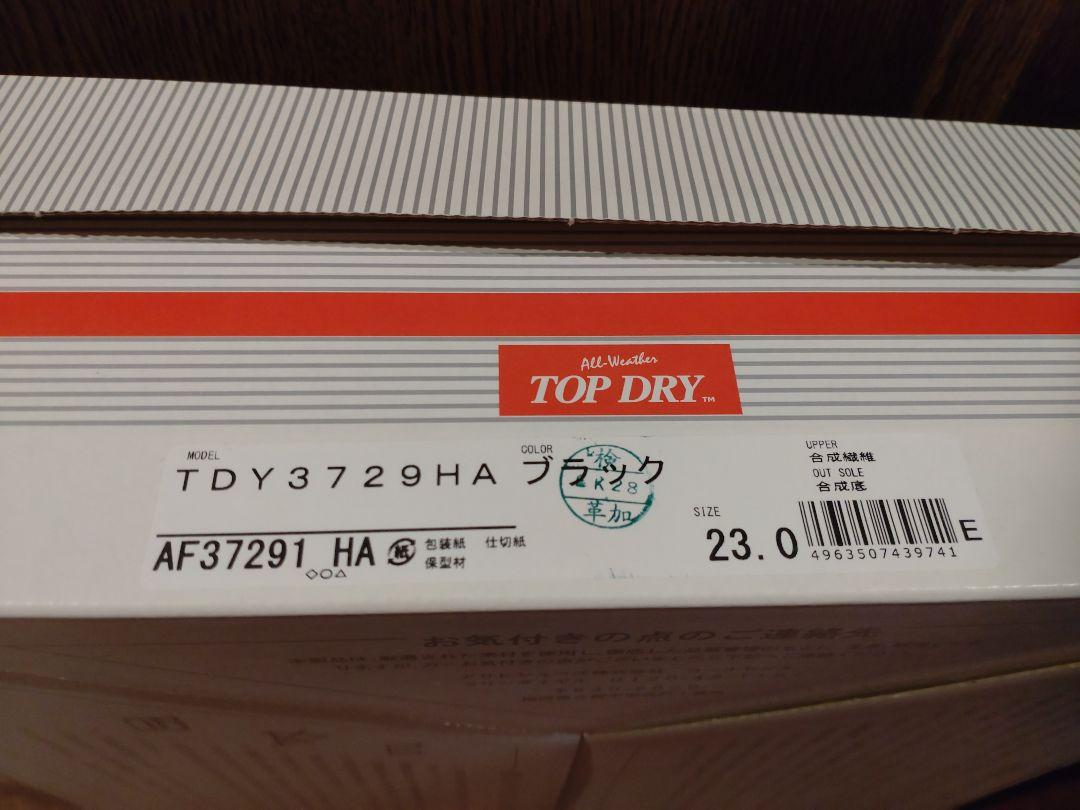 All-Weather
TOP DRY™
MODEL
TDY3729HA
COLOR
ブラック
検
K28
革加
UPPER
合成繊維
OUT SOLE
合成底
SIZE
23.0
4963507439741
E
AF37291 HA
◇○△
紙
包装紙 仕切紙
保型材
お気付きの点のご連絡先